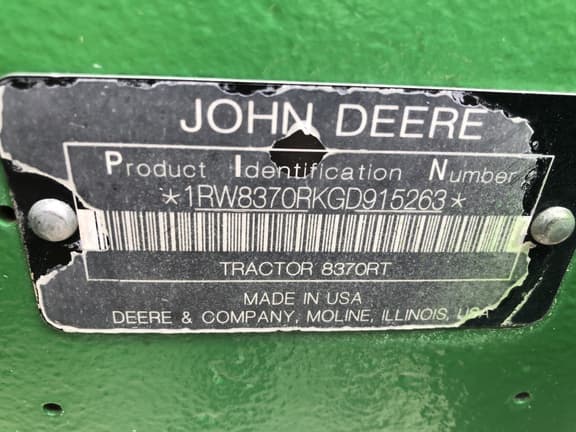 JOHN DEERE
Product Identification Number
*1RW8370RKGD915263*
TRACTOR 8370RT
MADE IN USA
DEERE & COMPANY, MOLINE, ILLINOIS, USA